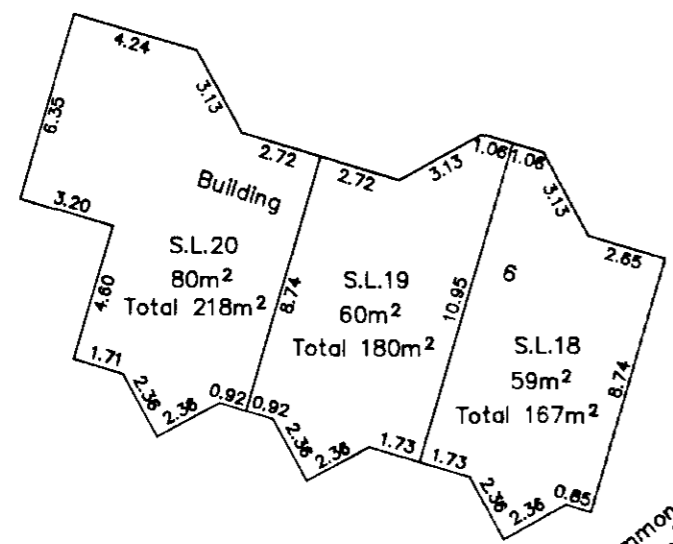 4.24
3.13
6.35
2.72
2.72
3.13
1.06
1.06
3.13
2.65
3.20
Building
S.L.20
80m²
Total 218m²
4.60
8.74
S.L.19
60m²
Total 180m²
10.95
6
S.L.18
59m²
Total 167m²
8.74
1.71
2.36
2.36
0.92
0.92
2.36
2.36
1.73
1.73
2.36
2.36
0.85
mmon